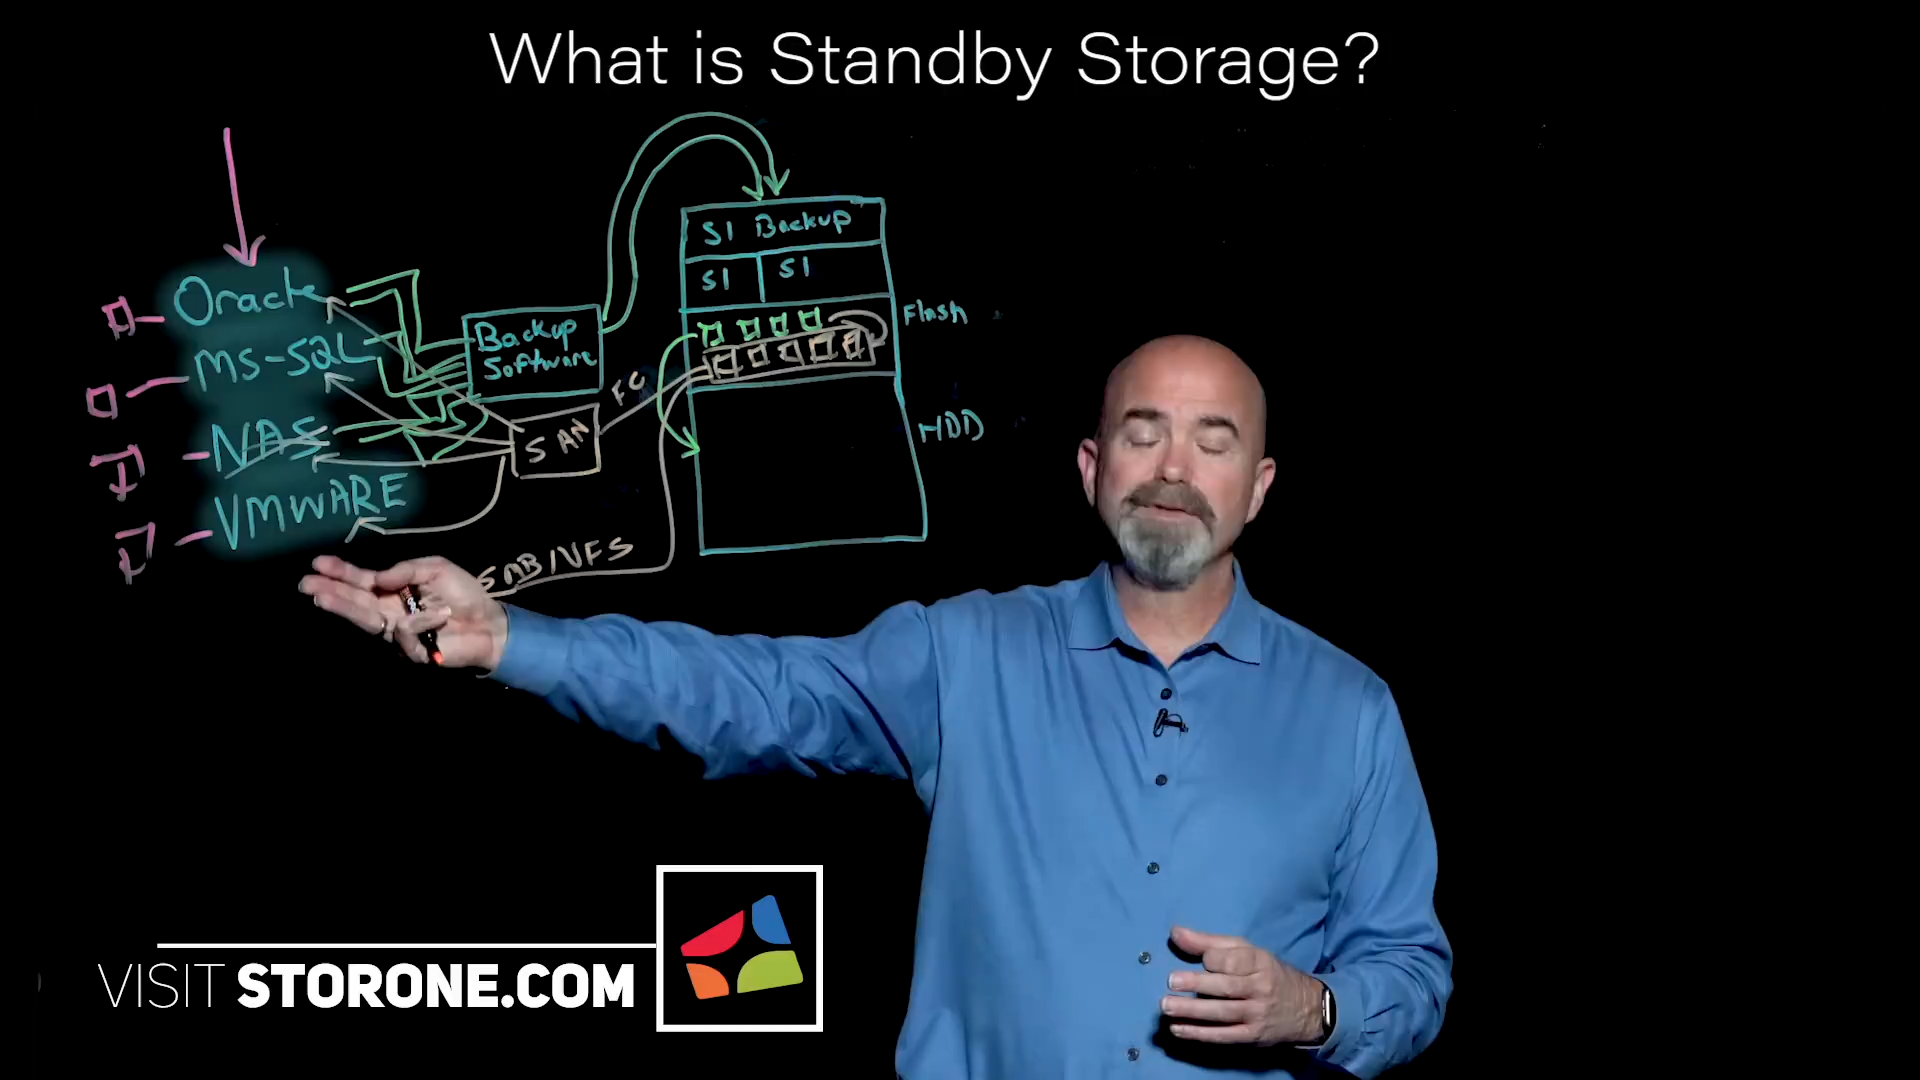 What is Standby Storage?
S1 Backup
S1 S1
Oracle
MS-SQL
NAS
VMWARE
Backup
Software
Flash
FC
SAN
HDD
SMB/NFS
VISIT STORONE.COM